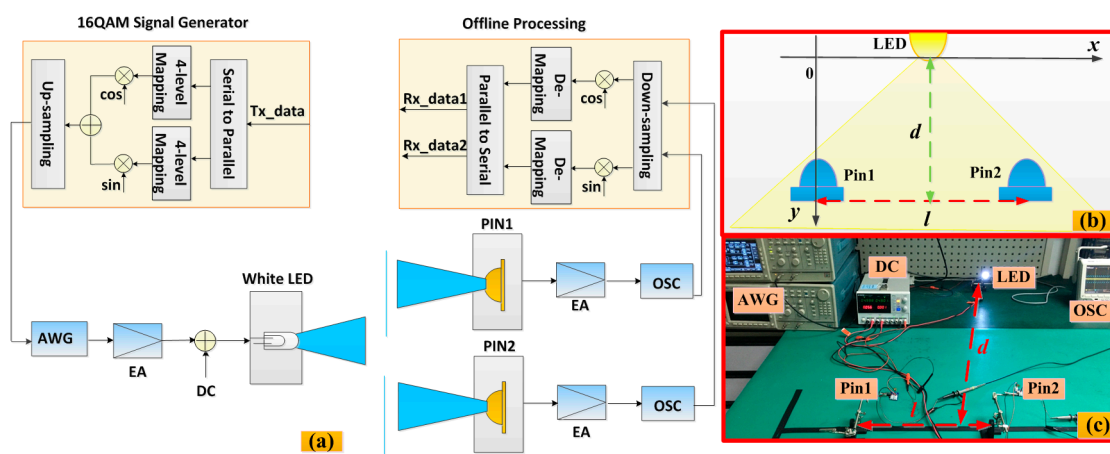 16QAM Signal Generator
Up-sampling
cos
sin
4-level
Mapping
4-level
Mapping
Serial to Parallel
Tx_data
AWG
EA
DC
White LED
(a)
Offline Processing
Rx_data1
Rx_data2
Parallel to
Serial
De-
Mapping
De-
Mapping
cos
sin
Down-sampling
PIN1
EA
OSC
PIN2
EA
OSC
LED
x
0
d
Pin1
Pin2
y
l
(b)
DC
LED
AWG
OSC
d
Pin1
Pin2
l
(c)